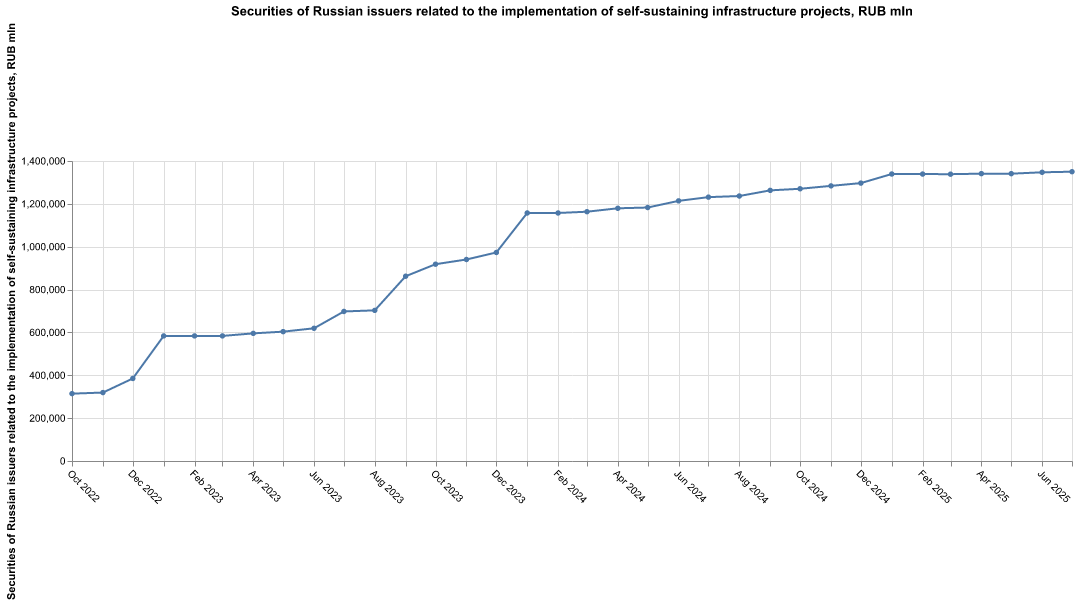 Securities of Russian issuers related to the implementation of self-sustaining infrastructure projects, RUB mln
Securities of Russian issuers related to the implementation of self-sustaining infrastructure projects, RUB mln
1,400,000
1,200,000
1,000,000
800,000
600,000
400,000
200,000
0
Oct 2022
Dec 2022
Feb 2023
Apr 2023
Jun 2023
Aug 2023
Oct 2023
Dec 2023
Feb 2024
Apr 2024
Jun 2024
Aug 2024
Oct 2024
Dec 2024
Feb 2025
Apr 2025
Jun 2025